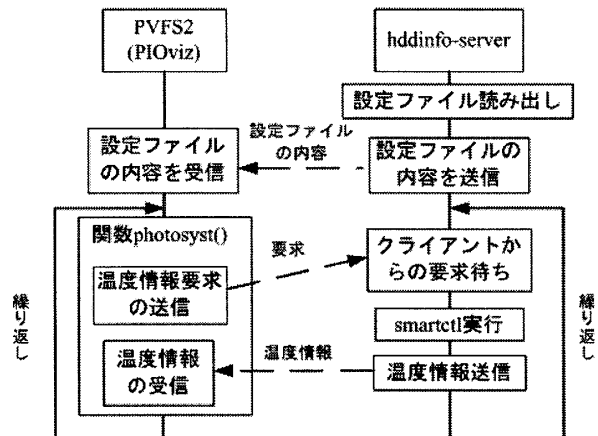 PVFS2
(PIOviz)
hddinfo-server
設定ファイル読み出し
設定ファイル
の内容を受信
設定ファイル
の内容
設定ファイルの
内容を送信
関数photosyst()
要求
クライアントか
らの要求待ち
温度情報要求
の送信
繰り返し
繰り返し
smartctl実行
温度情報
の受信
温度情報
温度情報送信